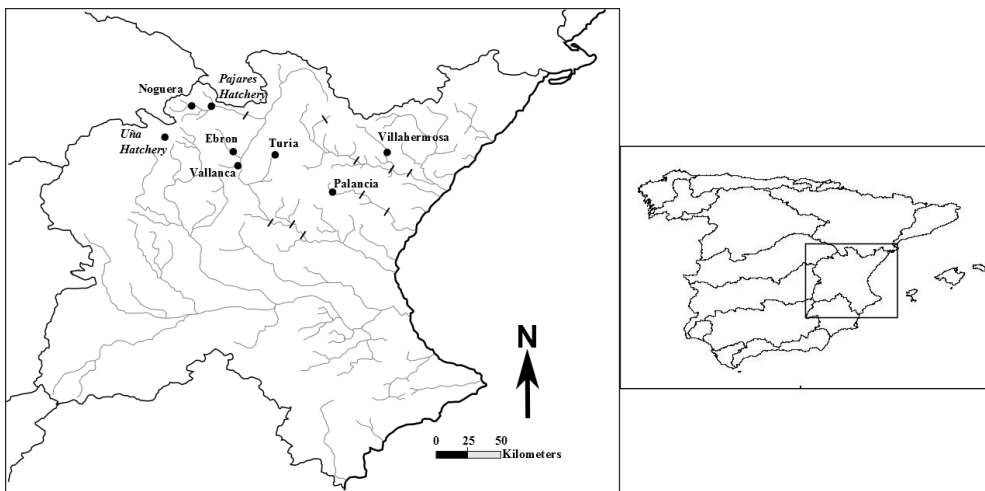 Noguera
Pajares
Hatchery
Uña
Hatchery
Ebron
Turia
Villahermosa
Vallanca
Palancia
N
0 25 50
Kilometers